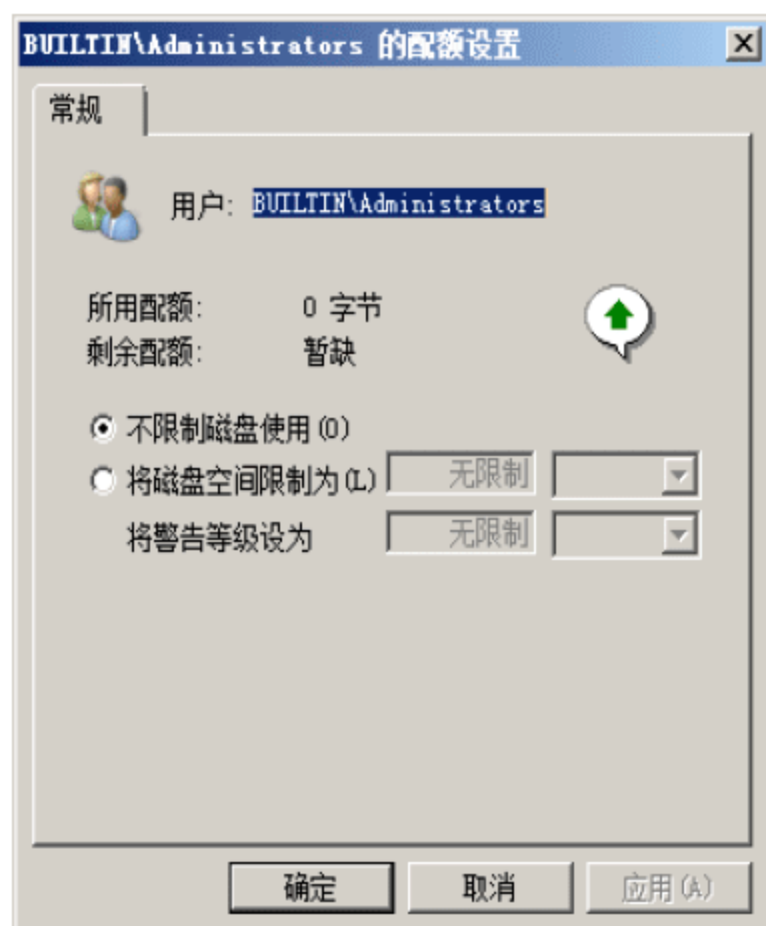 BUILTIN\Administrators 的配额设置
常规
用户: BUILTIN\Administrators
所用配额: 0 字节
剩余配额: 暂缺
不限制磁盘使用(O)
将磁盘空间限制为(L) 无限制
将警告等级设为 无限制
确定 取消 应用(A)